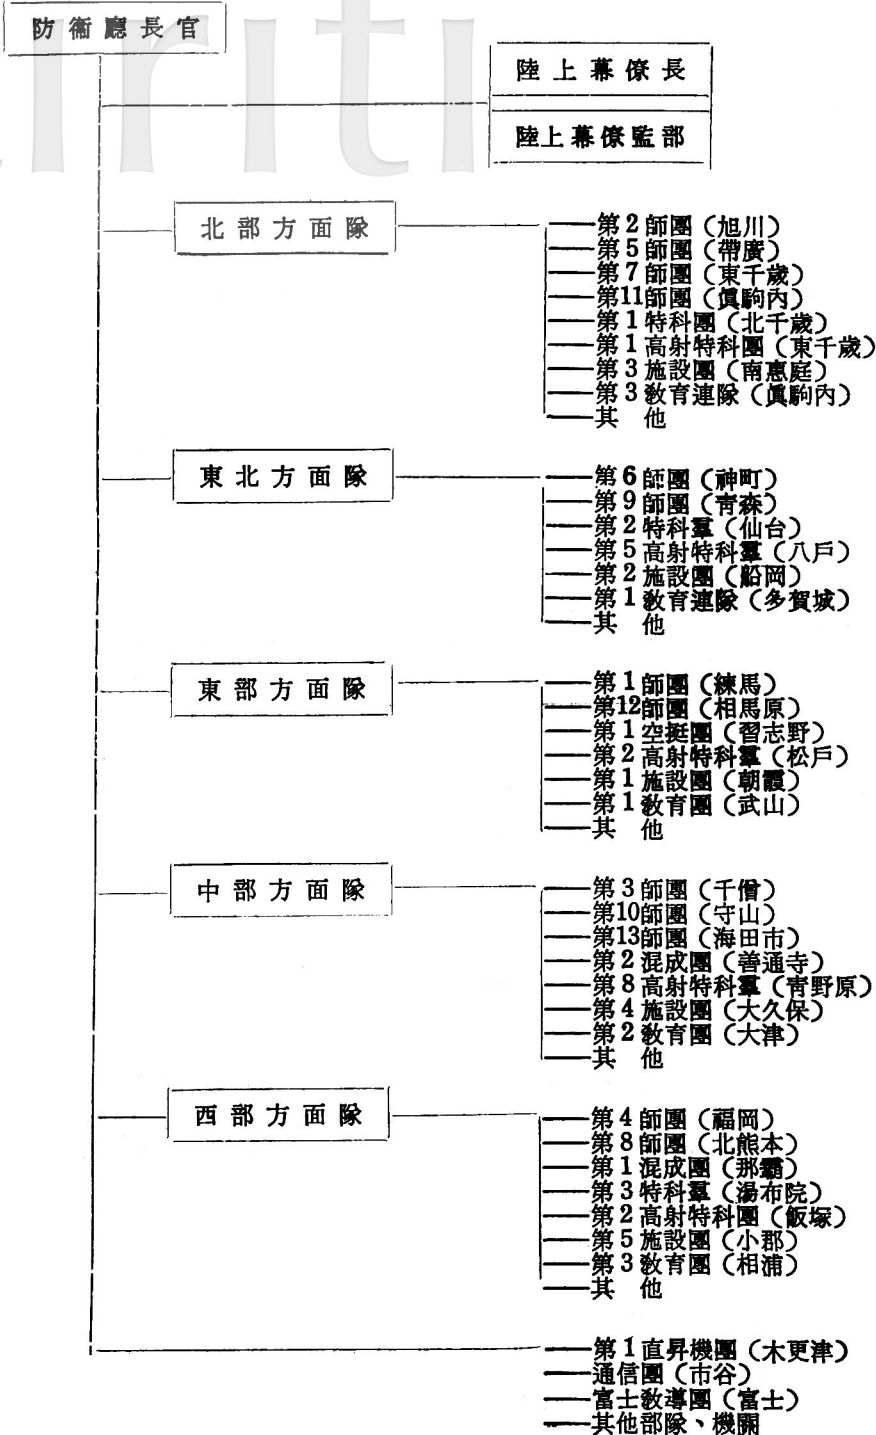 airiti
防衞廳長官
陸上幕僚長
陸上幕僚監部
北部方面隊
第2師團（旭川）
第5師團（帶廣）
第7師團（東千歲）
第11師團（眞駒內）
第1特科團（北千歲）
第1高射特科團（東千歲）
第3施設團（南惠庭）
第3敎育連隊（眞駒內）
其 他
東北方面隊
第6師團（神町）
第9師團（靑森）
第2特科羣（仙台）
第5高射特科羣（八戶）
第2施設團（船岡）
第1敎育連隊（多賀城）
其 他
東部方面隊
第1師團（練馬）
第12師團（相馬原）
第1空挺團（習志野）
第2高射特科羣（松戶）
第1施設團（朝霞）
第1敎育團（武山）
其 他
中部方面隊
第3師團（千僧）
第10師團（守山）
第13師團（海田市）
第2混成團（善通寺）
第8高射特科羣（靑野原）
第4施設團（大久保）
第2敎育團（大津）
其 他
西部方面隊
第4師團（福岡）
第8師團（北熊本）
第1混成團（那霸）
第3特科羣（湯布院）
第2高射特科團（飯塚）
第5施設團（小郡）
第3敎育團（相浦）
其 他
第1直昇機團（木更津）
通信團（市谷）
富士敎導團（富士）
其他部隊、機關